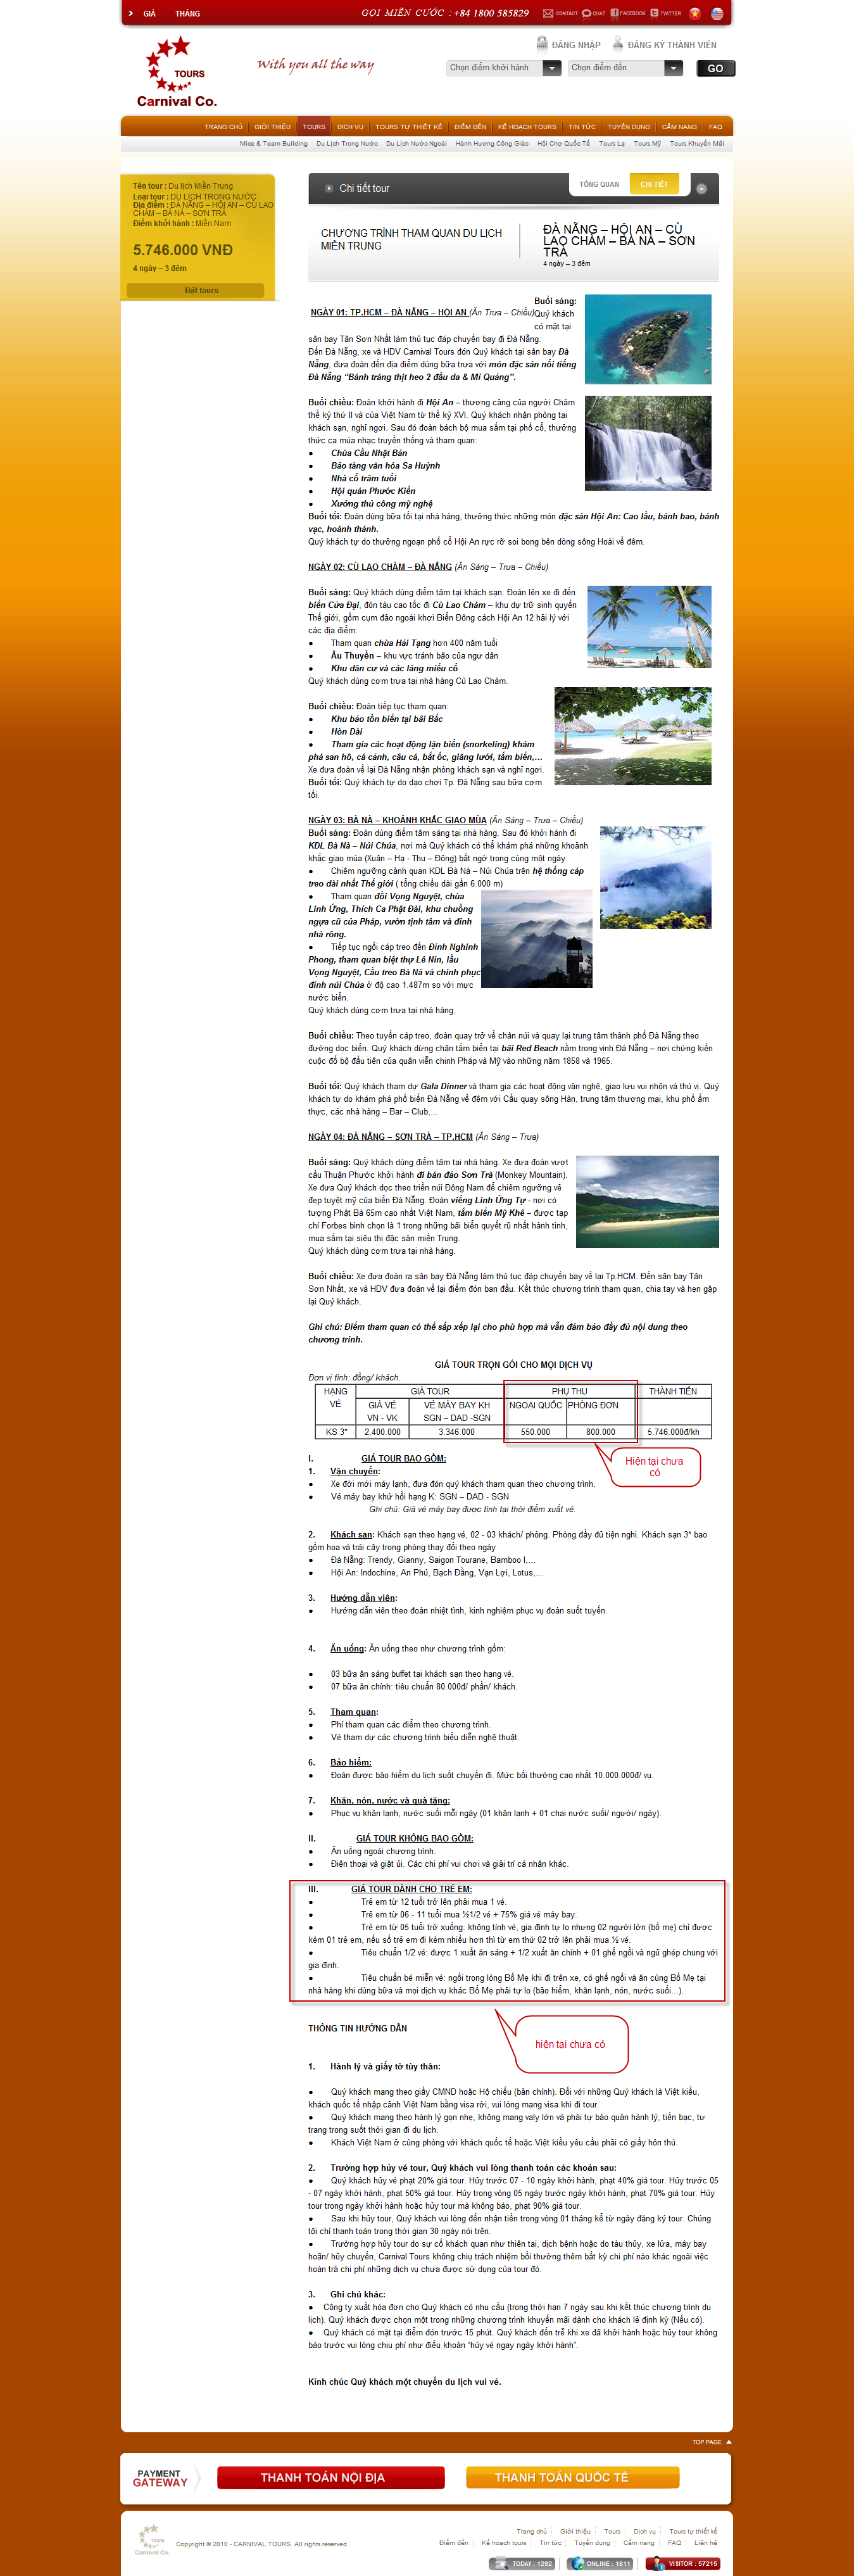 GIÁ THÁNG
GỌI MIỄN CƯỚC : +84 1800 585829
CONTACT CHAT FACEBOOK TWITTER
ĐĂNG NHẬP ĐĂNG KÝ THÀNH VIÊN
TOURS
Carnival Co.
With you all the way
Chọn điểm khởi hành
Chọn điểm đến
GO
TRANG CHỦ GIỚI THIỆU TOURS DỊCH VỤ TOURS TỰ THIẾT KẾ ĐIỂM ĐẾN KẾ HOẠCH TOURS TIN TỨC TUYỂN DỤNG CẨM NANG FAQ
Mice & Team Building Du Lịch Trong Nước Du Lịch Nước Ngoài Hành Hương Công Giáo Hội Chợ Quốc Tế Tours Lạ Tours Mỹ Tours Khuyến Mãi
Tên tour : Du lịch Miền Trung
Loại tour : DU LỊCH TRONG NƯỚC
Địa điểm : ĐÀ NẴNG – HỘI AN – CÙ LAO
CHÀM – BÀ NÀ – SƠN TRÀ
Điểm khởi hành : Miền Nam
5.746.000 VNĐ
4 ngày – 3 đêm
Đặt tours
Chi tiết tour
TỔNG QUAN
CHI TIẾT
CHƯƠNG TRÌNH THAM QUAN DU LỊCH
MIỀN TRUNG
ĐÀ NẴNG – HỘI AN – CÙ
LAO CHÀM – BÀ NÀ – SƠN
TRÀ
4 ngày – 3 đêm
NGÀY 01: TP.HCM – ĐÀ NẴNG – HỘI AN (Ăn Trưa – Chiều)
Buổi sáng:
Quý khách
có mặt tại
sân bay Tân Sơn Nhất làm thủ tục đáp chuyến bay đi Đà Nẵng.
Đến Đà Nẵng, xe và HDV Carnival Tours đón Quý khách tại sân bay Đà
Nẵng, đưa đoàn đến địa điểm dùng bữa trưa với món đặc sản nổi tiếng
Đà Nẵng “Bánh tráng thịt heo 2 đầu da & Mì Quảng”.
Buổi chiều: Đoàn khởi hành đi Hội An – thương cảng của người Chăm
thế kỷ thứ II và của Việt Nam từ thế kỷ XVI. Quý khách nhận phòng tại
khách sạn, nghỉ ngơi. Sau đó đoàn bách bộ mua sắm tại phố cổ, thưởng
thức ca múa nhạc truyền thống và tham quan:
● Chùa Cầu Nhật Bản
● Bảo tàng văn hóa Sa Huỳnh
● Nhà cổ trăm tuổi
● Hội quán Phước Kiến
● Xưởng thủ công mỹ nghệ
Buổi tối: Đoàn dùng bữa tối tại nhà hàng, thưởng thức những món đặc sản Hội An: Cao lầu, bánh bao, bánh
vạc, hoành thánh.
Quý khách tự do thưởng ngoạn phố cổ Hội An rực rỡ soi bong bên dòng sông Hoài về đêm.
NGÀY 02: CÙ LAO CHÀM – ĐÀ NẴNG (Ăn Sáng – Trưa – Chiều)
Buổi sáng: Quý khách dùng điểm tâm tại khách sạn. Đoàn lên xe đi đến
biển Cửa Đại, đón tàu cao tốc đi Cù Lao Chàm – khu dự trữ sinh quyển
Thế giới, gồm cụm đảo ngoài khơi Biển Đông cách Hội An 12 hải lý với
các địa điểm:
● Tham quan chùa Hải Tạng hơn 400 năm tuổi
● Âu Thuyền – khu vực tránh bão của ngư dân
● Khu dân cư và các lăng miếu cổ
Quý khách dùng cơm trưa tại nhà hàng Cù Lao Chàm.
Buổi chiều: Đoàn tiếp tục tham quan:
● Khu bảo tồn biển tại bãi Bắc
● Hòn Dài
● Tham gia các hoạt động lặn biển (snorkeling) khám
phá san hô, cá cảnh, câu cá, bắt ốc, giăng lưới, tắm biển,…
Xe đưa đoàn về lại Đà Nẵng nhận phòng khách sạn và nghỉ ngơi.
Buổi tối: Quý khách tự do dạo chơi Tp. Đà Nẵng sau bữa cơm
tối.
NGÀY 03: BÀ NÀ – KHOẢNH KHẮC GIAO MÙA (Ăn Sáng – Trưa – Chiều)
Buổi sáng: Đoàn dùng điểm tâm sáng tại nhà hàng. Sau đó khởi hành đi
KDL Bà Nà – Núi Chúa, nơi mà Quý khách có thể khám phá những khoảnh
khắc giao mùa (Xuân – Hạ - Thu – Đông) bất ngờ trong cùng một ngày.
● Chiêm ngưỡng cảnh quan KDL Bà Nà – Núi Chúa trên hệ thống cáp
treo dài nhất Thế giới ( tổng chiều dài gần 6.000 m)
● Tham quan đồi Vọng Nguyệt, chùa
Linh Ứng, Thích Ca Phật Đài, khu chuồng
ngựa cũ của Pháp, vườn tịnh tâm và đỉnh
nhà rông.
● Tiếp tục ngồi cáp treo đến Đỉnh Nghinh
Phong, tham quan biệt thự Lê Nin, lầu
Vọng Nguyệt, Cầu treo Bà Nà và chinh phục
đỉnh núi Chúa ở độ cao 1.487m so với mực
nước biển.
Quý khách dùng cơm trưa tại nhà hàng.
Buổi chiều: Theo tuyến cáp treo, đoàn quay trở về chân núi và quay lại trung tâm thành phố Đà Nẵng theo
đường dọc biển. Quý khách dừng chân tắm biển tại bãi Red Beach nằm trong vịnh Đà Nẵng – nơi chứng kiến
cuộc đổ bộ đầu tiên của quân viễn chinh Pháp và Mỹ vào những năm 1858 và 1965.
Buổi tối: Quý khách tham dự Gala Dinner và tham gia các hoạt động văn nghệ, giao lưu vui nhộn và thú vị. Quý
khách tự do khám phá phố biển Đà Nẵng về đêm với Cầu quay sông Hàn, trung tâm thương mại, khu phố ẩm
thực, các nhà hàng – Bar – Club,…
NGÀY 04: ĐÀ NẴNG – SƠN TRÀ – TP.HCM (Ăn Sáng – Trưa)
Buổi sáng: Quý khách dùng điểm tâm tại nhà hàng. Xe đưa đoàn vượt
cầu Thuận Phước khởi hành đi bán đảo Sơn Trà (Monkey Mountain).
Xe đưa Quý khách dọc theo triền núi Đông Nam để chiêm ngưỡng vẻ
đẹp tuyệt mỹ của biển Đà Nẵng. Đoàn viếng Linh Ứng Tự - nơi có
tượng Phật Bà 65m cao nhất Việt Nam, tắm biển Mỹ Khê – được tạp
chí Forbes bình chọn là 1 trong những bãi biển quyết rũ nhất hành tinh,
mua sắm tại siêu thị đặc sản miền Trung.
Quý khách dùng cơm trưa tại nhà hàng.
Buổi chiều: Xe đưa đoàn ra sân bay Đà Nẵng làm thủ tục đáp chuyến bay về lại Tp.HCM. Đến sân bay Tân
Sơn Nhất, xe và HDV đưa đoàn về lại điểm đón ban đầu. Kết thúc chương trình tham quan, chia tay và hẹn gặp
lại Quý khách.
Ghi chú: Điểm tham quan có thể sắp xếp lại cho phù hợp mà vẫn đảm bảo đầy đủ nội dung theo
chương trình.
GIÁ TOUR TRỌN GÓI CHO MỌI DỊCH VỤ
Đơn vị tính: đồng/ khách.
HẠNG VÉ GIÁ TOUR PHỤ THU THÀNH TIỀN
GIÁ VÉ VN - VK VÉ MÁY BAY KH SGN – DAD -SGN NGOẠI QUỐC PHÒNG ĐƠN
KS 3* 2.400.000 3.346.000 550.000 800.000 5.746.000đ/kh
Hiện tại chưa
có
I. GIÁ TOUR BAO GỒM:
1. Vận chuyển:
● Xe đời mới máy lạnh, đưa đón quý khách tham quan theo chương trình.
● Vé máy bay khứ hồi hạng K: SGN – DAD - SGN
Ghi chú: Giá vé máy bay được tính tại thời điểm xuất vé.
2. Khách sạn: Khách sạn theo hạng vé, 02 - 03 khách/ phòng. Phòng đầy đủ tiện nghi. Khách sạn 3* bao
gồm hoa và trái cây trong phòng thay đổi theo ngày
● Đà Nẵng: Trendy, Gianny, Saigon Tourane, Bamboo I,…
● Hội An: Indochine, An Phú, Bạch Đằng, Vạn Lợi, Lotus,…
3. Hướng dẫn viên:
● Hướng dẫn viên theo đoàn nhiệt tình, kinh nghiệm phục vụ đoàn suốt tuyến.
4. Ăn uống: Ăn uống theo như chương trình gồm:
● 03 bữa ăn sáng buffet tại khách sạn theo hạng vé.
● 07 bữa ăn chính: tiêu chuẩn 80.000đ/ phần/ khách.
5. Tham quan:
● Phí tham quan các điểm theo chương trình.
● Vé tham dự các chương trình biểu diễn nghệ thuật.
6. Bảo hiểm:
● Đoàn được bảo hiểm du lịch suốt chuyến đi. Mức bồi thường cao nhất 10.000.000đ/ vụ.
7. Khăn, nón, nước và quà tặng:
● Phục vụ khăn lạnh, nước suối mỗi ngày (01 khăn lạnh + 01 chai nước suối/ người/ ngày).
II. GIÁ TOUR KHÔNG BAO GỒM:
● Ăn uống ngoài chương trình.
● Điện thoại và giặt ủi. Các chi phí vui chơi và giải trí cá nhân khác.
III. GIÁ TOUR DÀNH CHO TRẺ EM:
● Trẻ em từ 12 tuổi trở lên phải mua 1 vé.
● Trẻ em từ 06 - 11 tuổi mua ½1/2 vé + 75% giá vé máy bay.
● Trẻ em từ 05 tuổi trở xuống: không tính vé, gia đình tự lo nhưng 02 người lớn (bố mẹ) chỉ được
kèm 01 trẻ em, nếu số trẻ em đi kèm nhiều hơn thì từ em thứ 02 trở lên phải mua ½ vé.
● Tiêu chuẩn 1/2 vé: được 1 xuất ăn sáng + 1/2 xuất ăn chính + 01 ghế ngồi và ngủ ghép chung với
gia đình.
● Tiêu chuẩn bé miễn vé: ngồi trong lòng Bố Mẹ khi đi trên xe, có ghế ngồi và ăn cùng Bố Mẹ tại
nhà hàng khi dùng bữa và mọi dịch vụ khác Bố Mẹ phải tự lo (bảo hiểm, khăn lạnh, nón, nước suối...).
hiện tại chưa có
THÔNG TIN HƯỚNG DẪN
1. Hành lý và giấy tờ tùy thân:
● Quý khách mang theo giấy CMND hoặc Hộ chiếu (bản chính). Đối với những Quý khách là Việt kiều,
khách quốc tế nhập cảnh Việt Nam bằng visa rời, vui lòng mang visa khi đi tour.
● Quý khách mang theo hành lý gọn nhẹ, không mang valy lớn và phải tự bảo quản hành lý, tiền bạc, tư
trang trong suốt thời gian đi du lịch.
● Khách Việt Nam ở cùng phòng với khách quốc tế hoặc Việt kiều yêu cầu phải có giấy hôn thú.
2. Trường hợp hủy vé tour, Quý khách vui lòng thanh toán các khoản sau:
● Quý khách hủy vé phạt 20% giá tour. Hủy trước 07 - 10 ngày khởi hành, phạt 40% giá tour. Hủy trước 05
- 07 ngày khởi hành, phạt 50% giá tour. Hủy trong vòng 05 ngày trước ngày khởi hành, phạt 70% giá tour. Hủy
tour trong ngày khởi hành hoặc hủy tour mà không báo, phạt 90% giá tour.
● Sau khi hủy tour, Quý khách vui lòng đến nhận tiền trong vòng 01 tháng kể từ ngày đăng ký tour. Chúng
tôi chỉ thanh toán trong thời gian 30 ngày nói trên.
● Trường hợp hủy tour do sự cố khách quan như thiên tai, dịch bệnh hoặc do tàu thủy, xe lửa, máy bay
hoãn/ hủy chuyến, Carnival Tours không chịu trách nhiệm bồi thường thêm bất kỳ chi phí nào khác ngoài việc
hoàn trả chi phí những dịch vụ chưa được sử dụng của tour đó.
3. Ghi chú khác:
● Công ty xuất hóa đơn cho Quý khách có nhu cầu (trong thời hạn 7 ngày sau khi kết thúc chương trình du
lịch). Quý khách được chọn một trong những chương trình khuyến mãi dành cho khách lẻ định kỳ (Nếu có).
● Quý khách có mặt tại điểm đón trước 15 phút. Quý khách đến trễ khi xe đã khởi hành hoặc hủy tour không
báo trước vui lòng chịu phí như điều khoản “hủy vé ngay ngày khởi hành”.
Kính chúc Quý khách một chuyến du lịch vui vẻ.
TOP PAGE
PAYMENT
GATEWAY
THANH TOÁN NỘI ĐỊA
THANH TOÁN QUỐC TẾ
TOURS
Carnival Co.
Copyright © 2010 - CARNIVAL TOURS. All rights reserved
Trang chủ Giới thiệu Tours Dịch vụ Tours tự thiết kế
Điểm đến Kế hoạch tours Tin tức Tuyển dụng Cẩm nang FAQ Liên hệ
TODAY : 1292 ONLINE : 1611 VISITOR : 57215